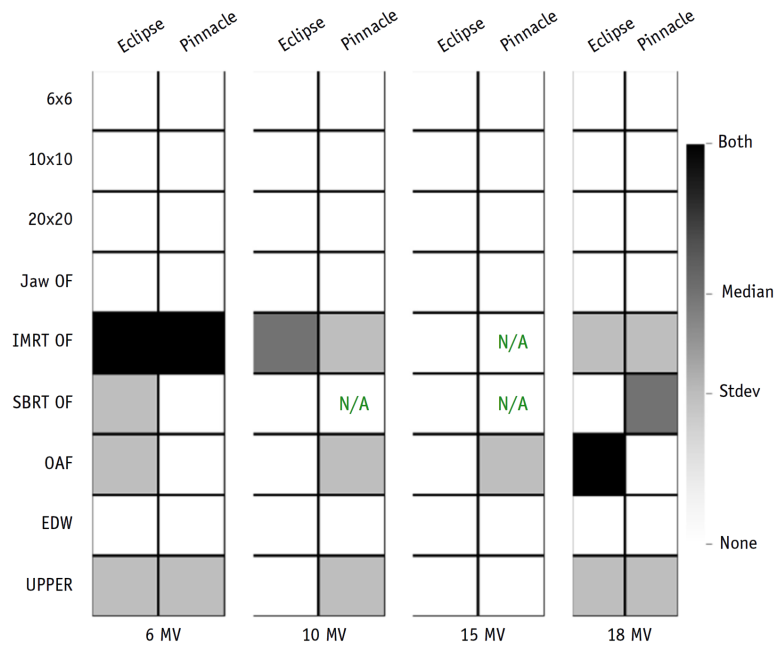 Eclipse Pinnacle Eclipse Pinnacle Eclipse Pinnacle Eclipse Pinnacle
6x6
10x10
20x20
Jaw OF
IMRT OF N/A
SBRT OF N/A N/A
OAF
EDW
UPPER
6 MV 10 MV 15 MV 18 MV
Both
Median
Stdev
None